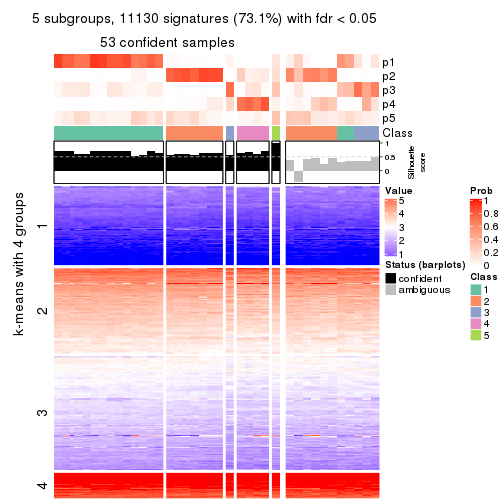 5 subgroups, 11130 signatures (73.1%) with fdr < 0.05
53 confident samples
p1
p2
p3
p4
p5
Class
1
0.5
0
Silhouette
score
k-means with 4 groups
1
2
3
4
Value
5
4
3
2
1
Status (barplots)
confident
ambiguous
Prob
1
0.8
0.6
0.4
0.2
0
Class
1
2
3
4
5